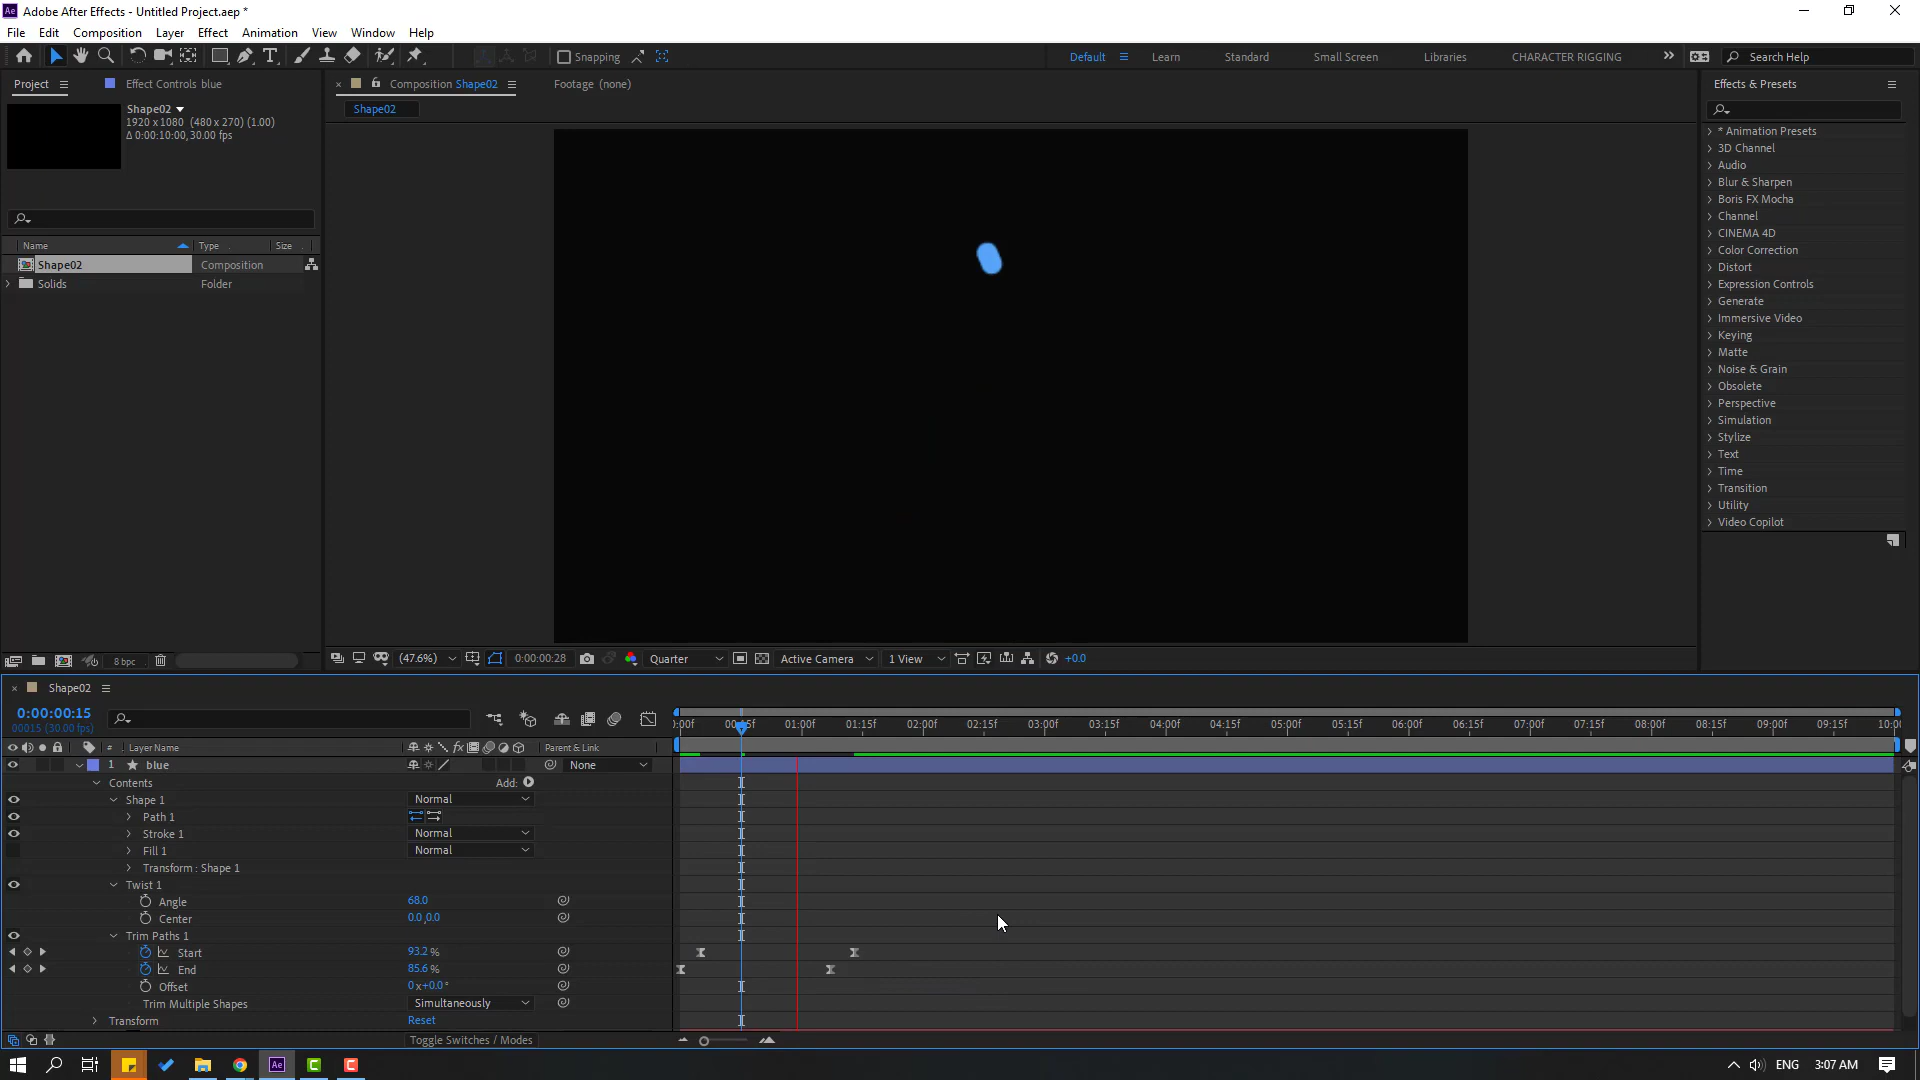 Adobe After Effects - Untitled Project.aep *
File Edit Composition Layer Effect Animation View Window Help
Snapping Default Learn Standard Small Screen Libraries CHARACTER RIGGING Search Help
Project Effect Controls blue Composition Shape02 Footage (none) Effects & Presets
Shape02
1920 x 1080 (480 x 270) (1.00)
Δ 0:00:10:00, 30.00 fps
Shape02
Name Type Size
Shape02 Composition
Solids Folder
* Animation Presets
3D Channel
Audio
Blur & Sharpen
Boris FX Mocha
Channel
CINEMA 4D
Color Correction
Distort
Expression Controls
Generate
Immersive Video
Keying
Matte
Noise & Grain
Obsolete
Perspective
Simulation
Stylize
Text
Time
Transition
Utility
Video Copilot
8 bpc (47.6%) 0:00:00:28 Quarter Active Camera 1 View +0.0
Shape02
0:00:00:15
00015 (30.00 fps)
:00f 00:15f 01:00f 01:15f 02:00f 02:15f 03:00f 03:15f 04:00f 04:15f 05:00f 05:15f 06:00f 06:15f 07:00f 07:15f 08:00f 08:15f 09:00f 09:15f 10:00
# Layer Name fx Parent & Link
1 blue None
Contents Add:
Shape 1 Normal
Path 1
Stroke 1 Normal
Fill 1 Normal
Transform : Shape 1
Twist 1
Angle 68.0
Center 0.0,0.0
Trim Paths 1
Start 93.2 %
End 85.6 %
Offset 0 x +0.0 °
Trim Multiple Shapes Simultaneously
Transform Reset
Toggle Switches / Modes
Ae ENG 3:07 AM